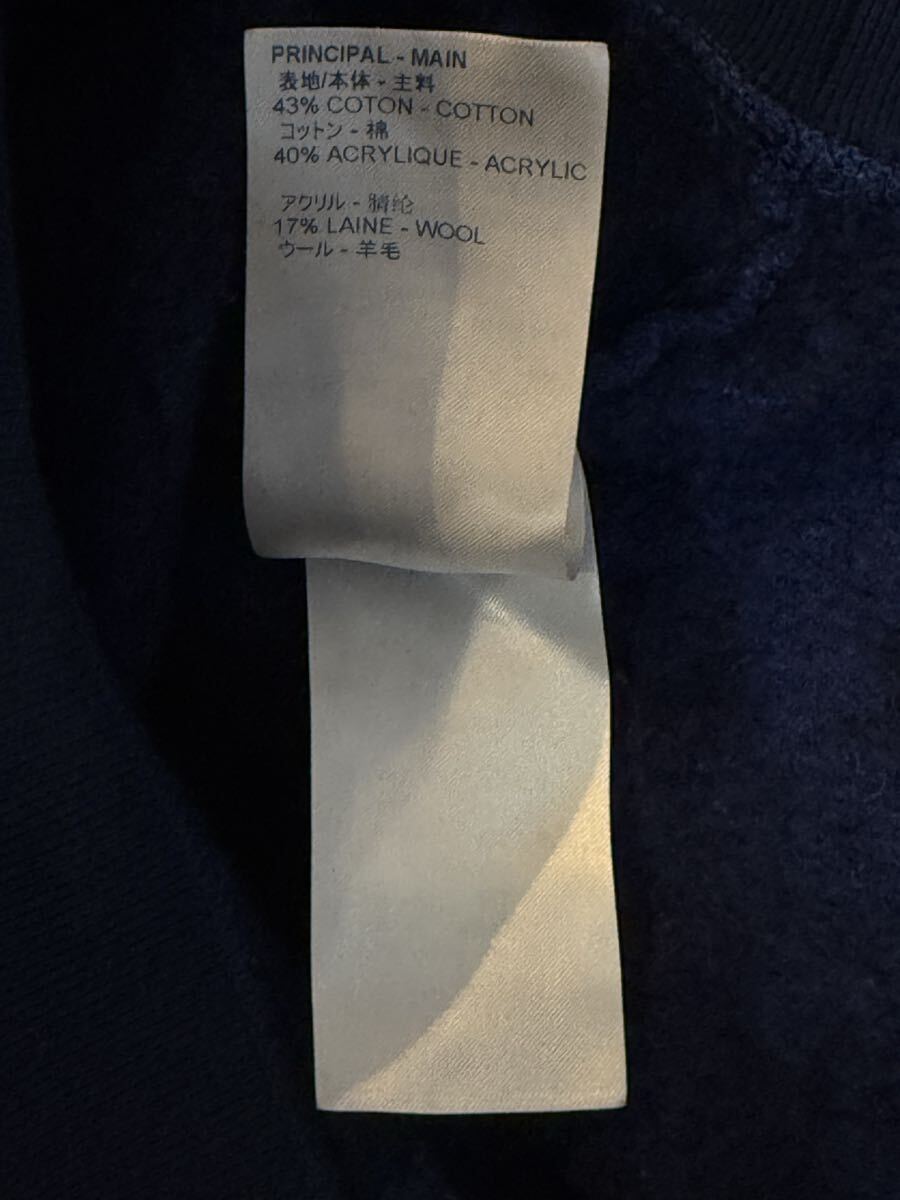 PRINCIPAL - MAIN
表地/本体 - 主料
43% COTON - COTTON
コットン - 棉
40% ACRYLIQUE - ACRYLIC
アクリル - 腈纶
17% LAINE - WOOL
ウール - 羊毛